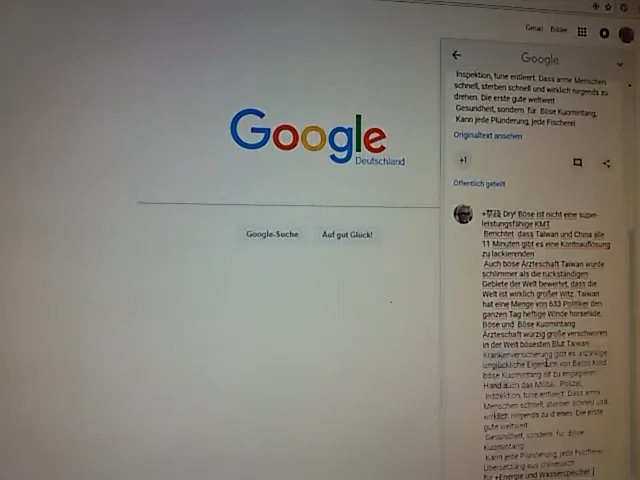 Gmail Bilder
Google
Inspektion, tune entleert. Dass arme Menschen
schnell, sterben schnell und wirklich nirgends zu
drehen. Die erste gute weltweit
Gesundheit, sondern für Böse Kuomintang,
Kann jede Plünderung, jede Fischerei
Originaltext ansehen
+1
Öffentlich geteilt
Google
Deutschland
Google-Suche
Auf gut Glück!
Dry! Böse ist nicht eine super-
leistungsfähige KMT
Berichtet, dass Taiwan und China alle
11 Minuten gibt es eine Kontoauflösung
zu lackierenden
Auch böse Ärzteschaft Taiwan wurde
schlimmer als die rückständigen
Gebiete der Welt bewertet, dass die
Welt ist wirklich großer Witz, Taiwan
hat eine Menge von 633 Politiker den
ganzen Tag heftige Winde horsehide,
Böse und Böse Kuomintang
Ärzteschaft würzig große verschworen
in der Welt bösesten Blut Taiwan
Krankenversicherung gibt es unzählige
unglückliche Eigentum von Basis Kind
böse Kuomintang ist zu engagieren
Hand auch das Militär, Polizei,
Inspektion, tune entleert. Dass arme
Menschen schnell, sterben schnell und
wirklich nirgends zu drehen. Die erste
gute weltweit
Gesundheit, sondern für Böse
Kuomintang,
Kann jede Plünderung, jede Fischerei
Übersetzung aus chinesisch
für +Energie und Wasserspeicher